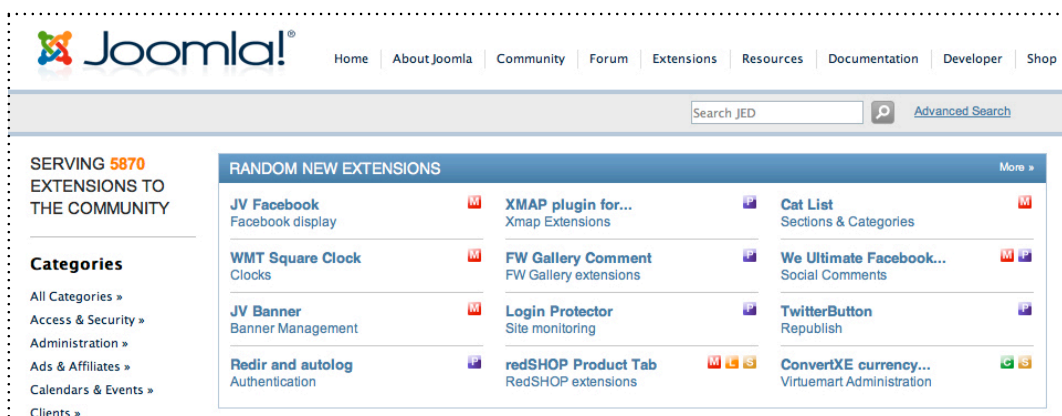 Joomla!®
Home About Joomla Community Forum Extensions Resources Documentation Developer Shop
Search JED Advanced Search
SERVING 5870
EXTENSIONS TO
THE COMMUNITY
Categories
All Categories »
Access & Security »
Administration »
Ads & Affiliates »
Calendars & Events »
Clients »
RANDOM NEW EXTENSIONS More »
JV Facebook M XMAP plugin for... P Cat List M
Facebook display Xmap Extensions Sections & Categories
WMT Square Clock M FW Gallery Comment P We Ultimate Facebook... M P
Clocks FW Gallery extensions Social Comments
JV Banner M Login Protector P TwitterButton P
Banner Management Site monitoring Republish
Redir and autolog P redSHOP Product Tab M L S ConvertXE currency... C S
Authentication RedSHOP extensions Virtuemart Administration